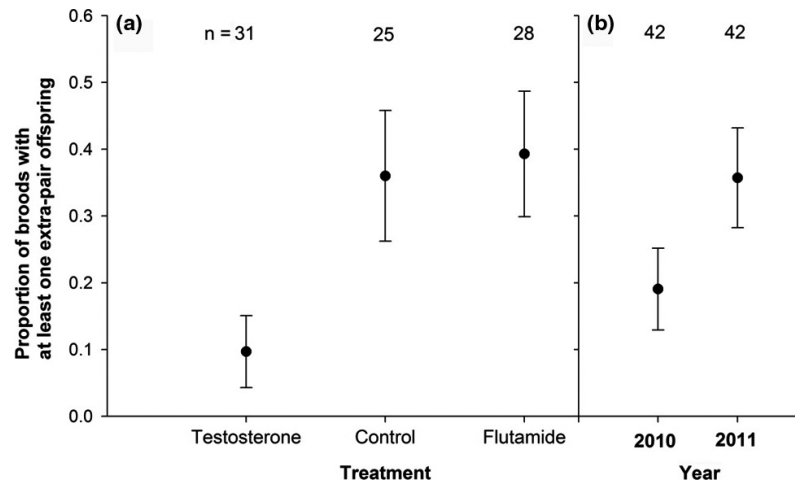 (a)
(b)
n = 31
25
28
42
42
0.6
0.5
0.4
0.3
0.2
0.1
0.0
Proportion of broods with
at least one extra-pair offspring
Testosterone
Control
Flutamide
2010
2011
Treatment
Year